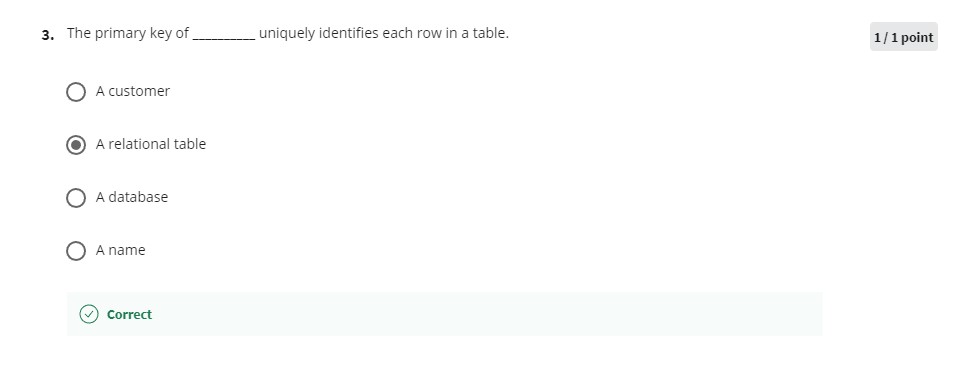 3. The primary key of __________ uniquely identifies each row in a table.
1 / 1 point
A customer
A relational table
A database
A name
Correct